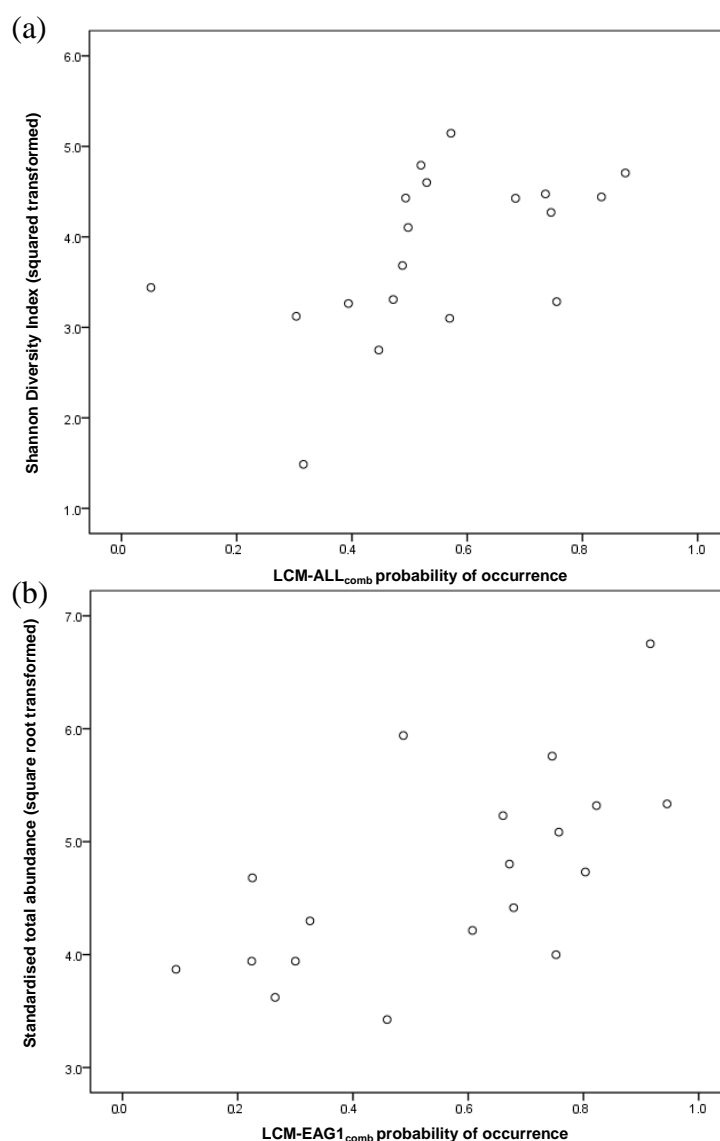 (a)
Shannon Diversity Index (squared transformed)
6.0
5.0
4.0
3.0
2.0
1.0
0.0 0.2 0.4 0.6 0.8 1.0
LCM-ALLcomb probability of occurrence
(b)
Standardised total abundance (square root transformed)
7.0
6.0
5.0
4.0
3.0
0.0 0.2 0.4 0.6 0.8 1.0
LCM-EAG1comb probability of occurrence